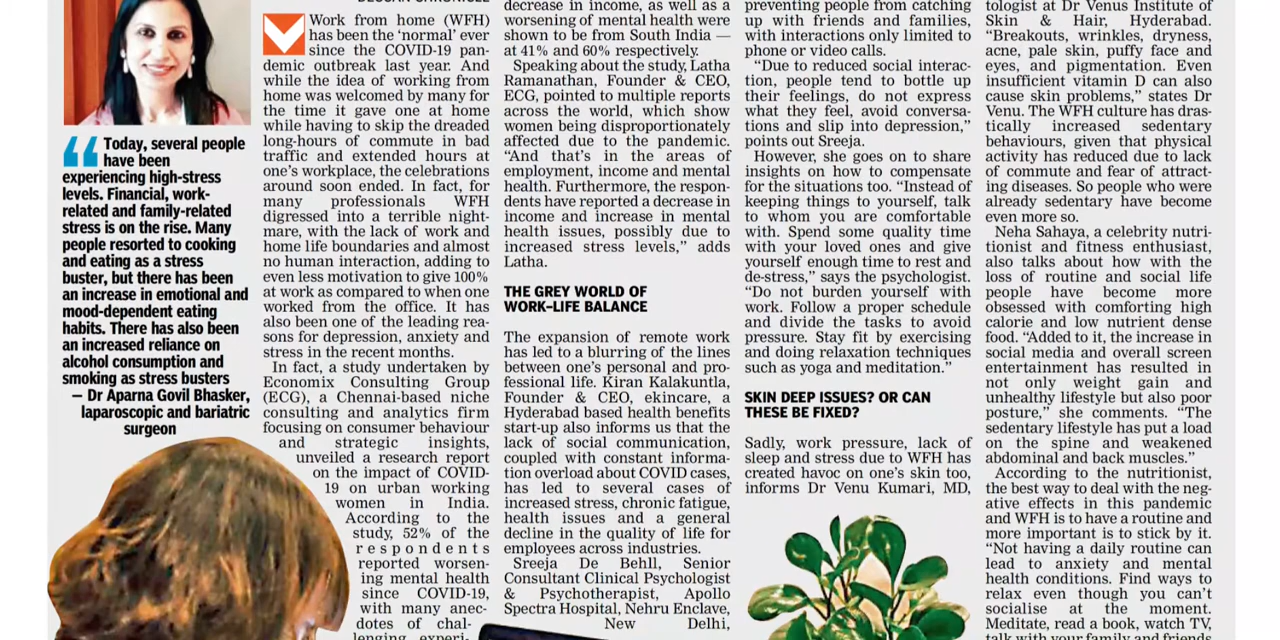 Today, several people
have been
experiencing high-stress
levels. Financial, work-
related and family-related
stress is on the rise. Many
people resorted to cooking
and eating as a stress
buster, but there has been
an increase in emotional and
mood-dependent eating
habits. There has also been
an increased reliance on
alcohol consumption and
smoking as stress busters
— Dr Aparna Govil Bhasker,
laparoscopic and bariatric
surgeon
DECCAN CHRONICLE
Work from home (WFH)
has been the ‘normal’ ever
since the COVID-19 pan-
demic outbreak last year. And
while the idea of working from
home was welcomed by many for
the time it gave one at home
while having to skip the dreaded
long-hours of commute in bad
traffic and extended hours at
one’s workplace, the celebrations
around soon ended. In fact, for
many professionals WFH
digressed into a terrible night-
mare, with the lack of work and
home life boundaries and almost
no human interaction, adding to
even less motivation to give 100%
at work as compared to when one
worked from the office. It has
also been one of the leading rea-
sons for depression, anxiety and
stress in the recent months.
In fact, a study undertaken by
Economix Consulting Group
(ECG), a Chennai-based niche
consulting and analytics firm
focusing on consumer behaviour
and strategic insights,
unveiled a research report
on the impact of COVID-
19 on urban working
women in India.
According to the
study, 52% of the
respondents
reported worsen-
ing mental health
since COVID-19,
with many anec-
dotes of chal-
lenging experi-
decrease in income, as well as a
worsening of mental health were
shown to be from South India —
at 41% and 60% respectively.
Speaking about the study, Latha
Ramanathan, Founder & CEO,
ECG, pointed to multiple reports
across the world, which show
women being disproportionately
affected due to the pandemic.
“And that’s in the areas of
employment, income and mental
health. Furthermore, the respon-
dents have reported a decrease in
income and increase in mental
health issues, possibly due to
increased stress levels,” adds
Latha.
THE GREY WORLD OF
WORK–LIFE BALANCE
The expansion of remote work
has led to a blurring of the lines
between one’s personal and pro-
fessional life. Kiran Kalakuntla,
Founder & CEO, ekincare, a
Hyderabad based health benefits
start-up also informs us that the
lack of social communication,
coupled with constant informa-
tion overload about COVID cases,
has led to several cases of
increased stress, chronic fatigue,
health issues and a general
decline in the quality of life for
employees across industries.
Sreeja De Behll, Senior
Consultant Clinical Psychologist
& Psychotherapist, Apollo
Spectra Hospital, Nehru Enclave,
New Delhi,
preventing people from catching
up with friends and families,
with interactions only limited to
phone or video calls.
“Due to reduced social interac-
tion, people tend to bottle up
their feelings, do not express
what they feel, avoid conversa-
tions and slip into depression,”
points out Sreeja.
However, she goes on to share
insights on how to compensate
for the situations too. “Instead of
keeping things to yourself, talk
to whom you are comfortable
with. Spend some quality time
with your loved ones and give
yourself enough time to rest and
de-stress,” says the psychologist.
“Do not burden yourself with
work. Follow a proper schedule
and divide the tasks to avoid
pressure. Stay fit by exercising
and doing relaxation techniques
such as yoga and meditation.”
SKIN DEEP ISSUES? OR CAN
THESE BE FIXED?
Sadly, work pressure, lack of
sleep and stress due to WFH has
created havoc on one’s skin too,
informs Dr Venu Kumari, MD,
tologist at Dr Venus Institute of
Skin & Hair, Hyderabad.
“Breakouts, wrinkles, dryness,
acne, pale skin, puffy face and
eyes, and pigmentation. Even
insufficient vitamin D can also
cause skin problems,” states Dr
Venu. The WFH culture has dras-
tically increased sedentary
behaviours, given that physical
activity has reduced due to lack
of commute and fear of attract-
ing diseases. So people who were
already sedentary have become
even more so.
Neha Sahaya, a celebrity nutri-
tionist and fitness enthusiast,
also talks about how with the
loss of routine and social life
people have become more
obsessed with comforting high
calorie and low nutrient dense
food. “Added to it, the increase in
social media and overall screen
entertainment has resulted in
not only weight gain and
unhealthy lifestyle but also poor
posture,” she comments. “The
sedentary lifestyle has put a load
on the spine and weakened
abdominal and back muscles.”
According to the nutritionist,
the best way to deal with the neg-
ative effects in this pandemic
and WFH is to have a routine and
more important is to stick by it.
“Not having a daily routine can
lead to anxiety and mental
health conditions. Find ways to
relax even though you can’t
socialise at the moment.
Meditate, read a book, watch TV,
talk with your family and friends